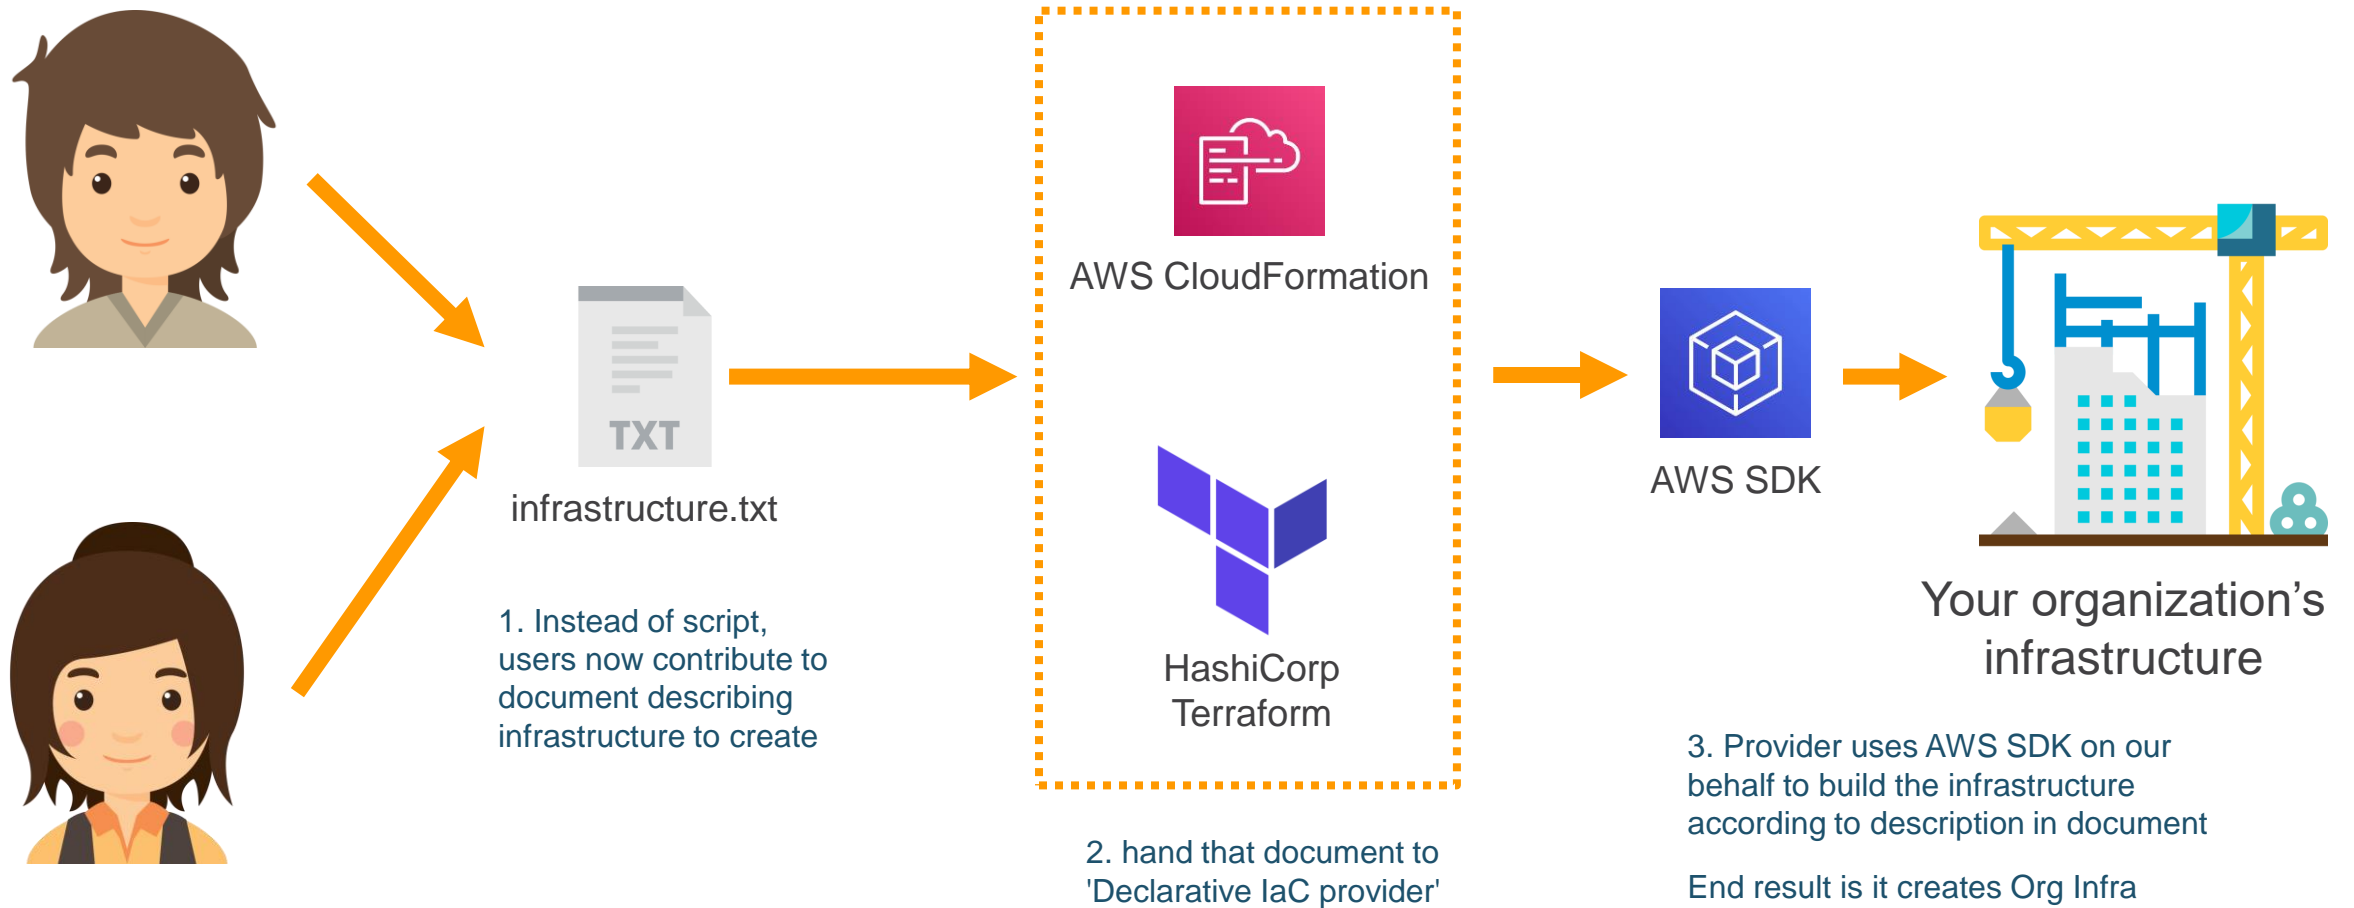 AWS CloudFormation
TXT
infrastructure.txt
AWS SDK
HashiCorp
Terraform
Your organization’s
infrastructure
1. Instead of script,
users now contribute to
document describing
infrastructure to create
2. hand that document to
'Declarative IaC provider'
3. Provider uses AWS SDK on our
behalf to build the infrastructure
according to description in document
End result is it creates Org Infra